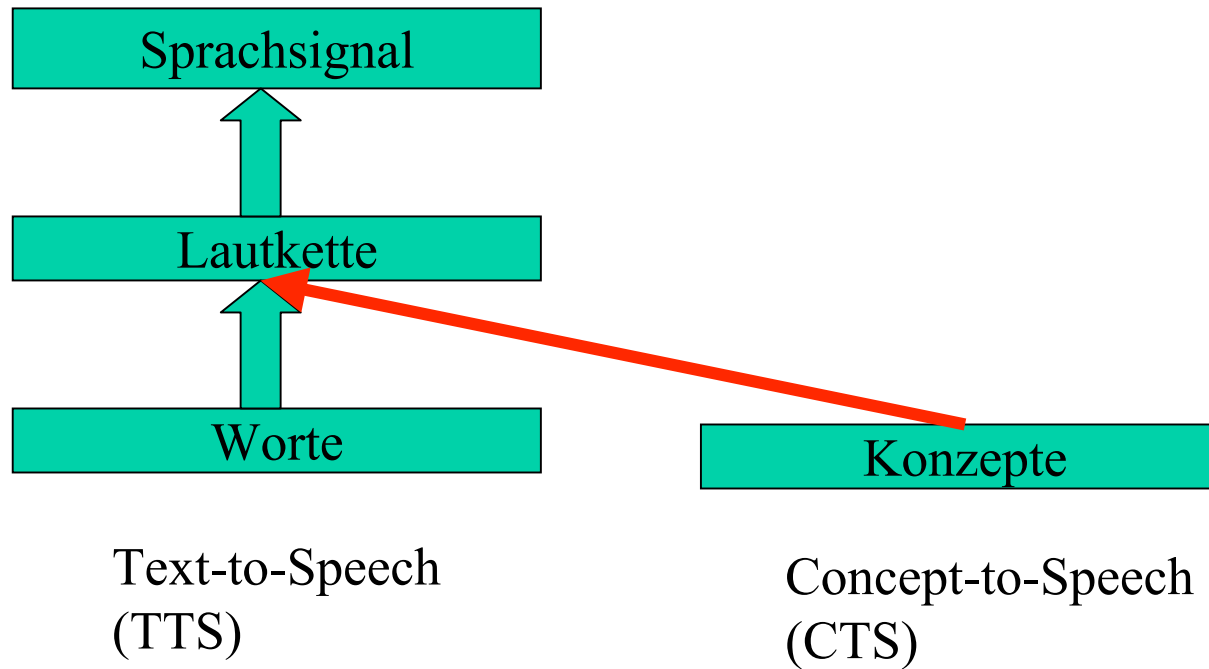 Sprachsignal
Lautkette
Worte
Konzepte
Text-to-Speech
(TTS)
Concept-to-Speech
(CTS)